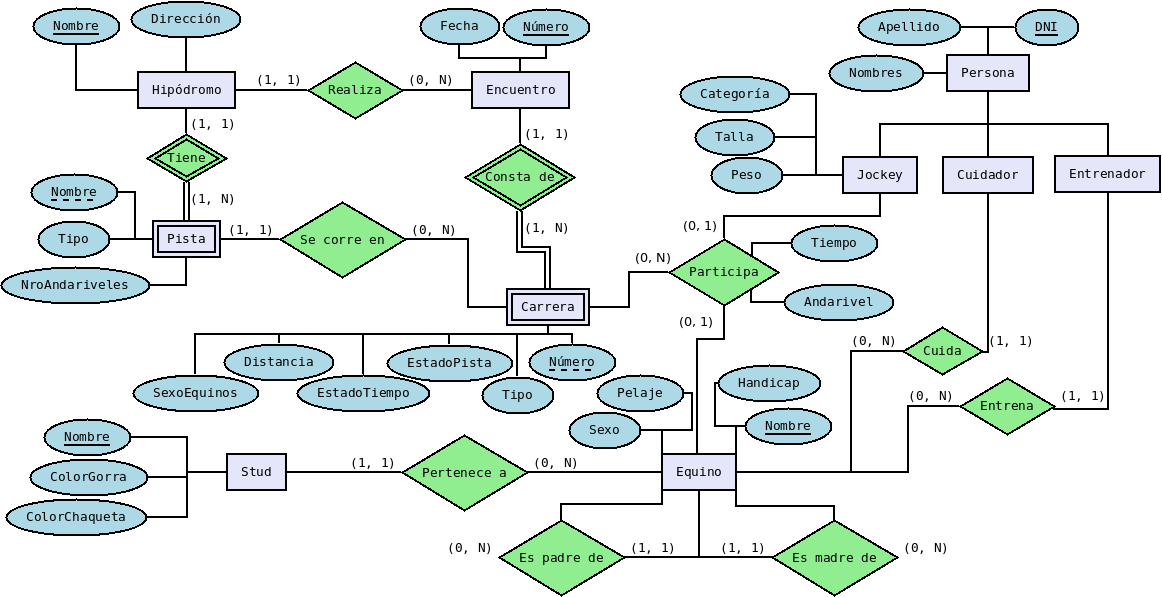 Nombre
Dirección
Fecha
Número
Apellido
DNI
Hipódromo
(1, 1)
Realiza
(0, N)
Encuentro
Nombres
Persona
Categoría
(1, 1)
(1, 1)
Talla
Tiene
Consta de
Peso
Jockey
Cuidador
Entrenador
Nombre
(1, N)
Tipo
Pista
(1, 1)
Se corre en
(0, N)
(1, N)
(0, 1)
Tiempo
(0, N)
Participa
NroAndariveles
Carrera
Andarivel
(0, 1)
Distancia
EstadoPista
Número
(0, N)
Cuida
(1, 1)
SexoEquinos
EstadoTiempo
Tipo
Pelaje
Handicap
(0, N)
Entrena
(1, 1)
Sexo
Nombre
Nombre
ColorGorra
Stud
(1, 1)
Pertenece a
(0, N)
Equino
ColorChaqueta
(0, N)
Es padre de
(1, 1)
(1, 1)
Es madre de
(0, N)